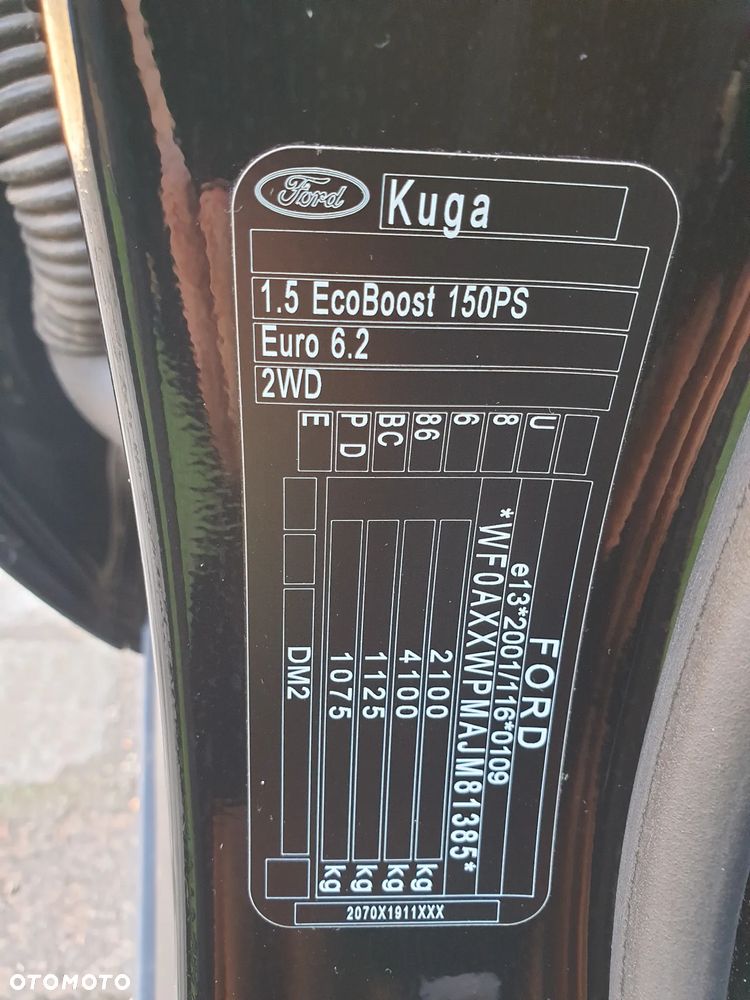 Ford
Kuga
1.5 EcoBoost 150PS
Euro 6.2
2WD
U
8
6
86
BC
P D
E
FORD
e13*2001/116*0109
*WF0AXXWPMAJM81385*
2100 kg
4100 kg
1125 kg
1075 kg
DM2
2070X1911XXX
OTOMOTO